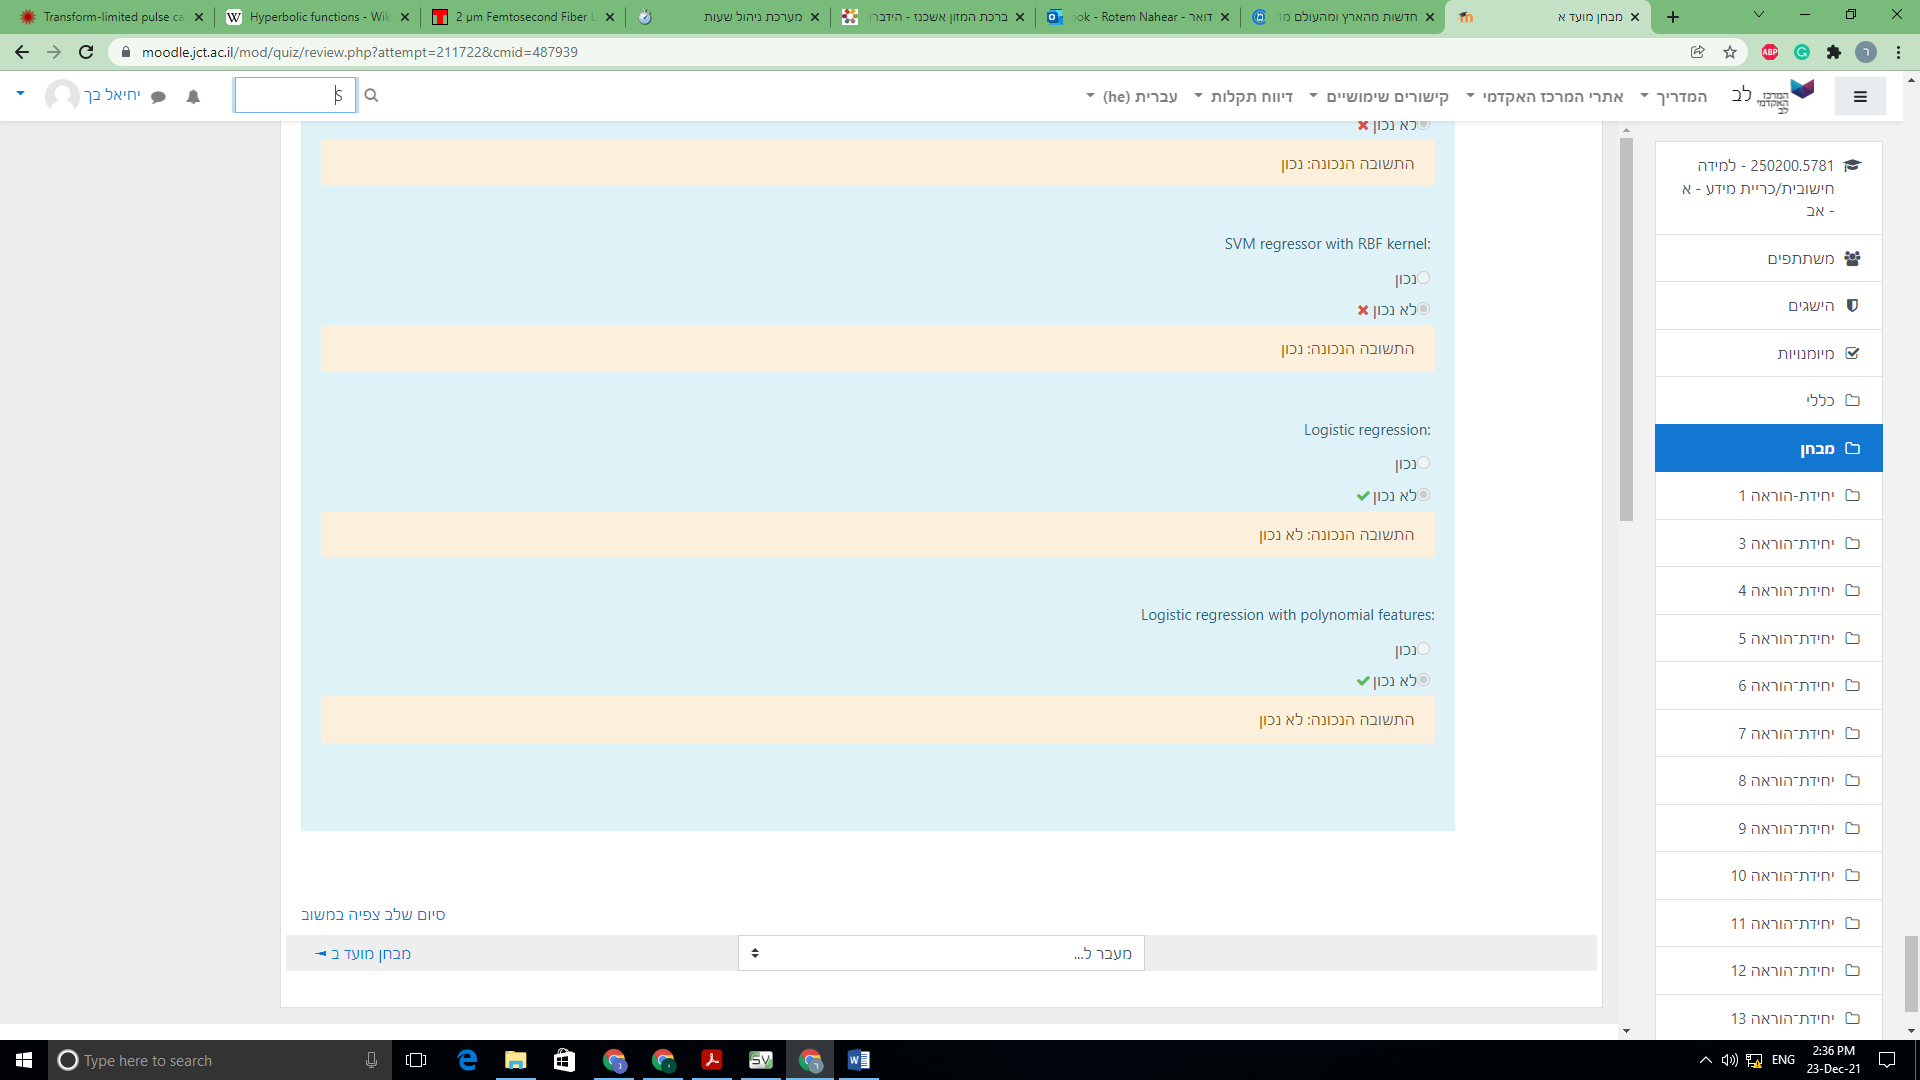 Transform-limited pulse ca
Hyperbolic functions - Wik
2 μm Femtosecond Fiber L
מערכת ניהול שעות
ברכת המזון אשכנז - הידברו
דואר - Rotem Nahear - ook
חדשות מהארץ ומהעולם מו
מבחן מועד א
moodle.jct.ac.il/mod/quiz/review.php?attempt=211722&cmid=487939
ABP
ר
המרכז האקדמי לב
לב
המדריך
אתרי המרכז האקדמי
קישורים שימושיים
דיווח תקלות
עברית ‎(he)‎
S
יחיאל בך
לא נכון
התשובה הנכונה: נכון
SVM regressor with RBF kernel:
נכון
לא נכון
התשובה הנכונה: נכון
Logistic regression:
נכון
לא נכון
התשובה הנכונה: לא נכון
Logistic regression with polynomial features:
נכון
לא נכון
התשובה הנכונה: לא נכון
סיום שלב צפיה במשוב
מעבר ל...
מבחן מועד ב ◄
250200.5781 - למידה
חישובית/כריית מידע - א
- אב
משתתפים
הישגים
מיומנויות
כללי
מבחן
יחידת-הוראה 1
יחידת־הוראה 3
יחידת־הוראה 4
יחידת־הוראה 5
יחידת־הוראה 6
יחידת־הוראה 7
יחידת־הוראה 8
יחידת־הוראה 9
יחידת־הוראה 10
יחידת־הוראה 11
יחידת־הוראה 12
יחידת־הוראה 13
Type here to search
SV
ENG
2:36 PM
23-Dec-21